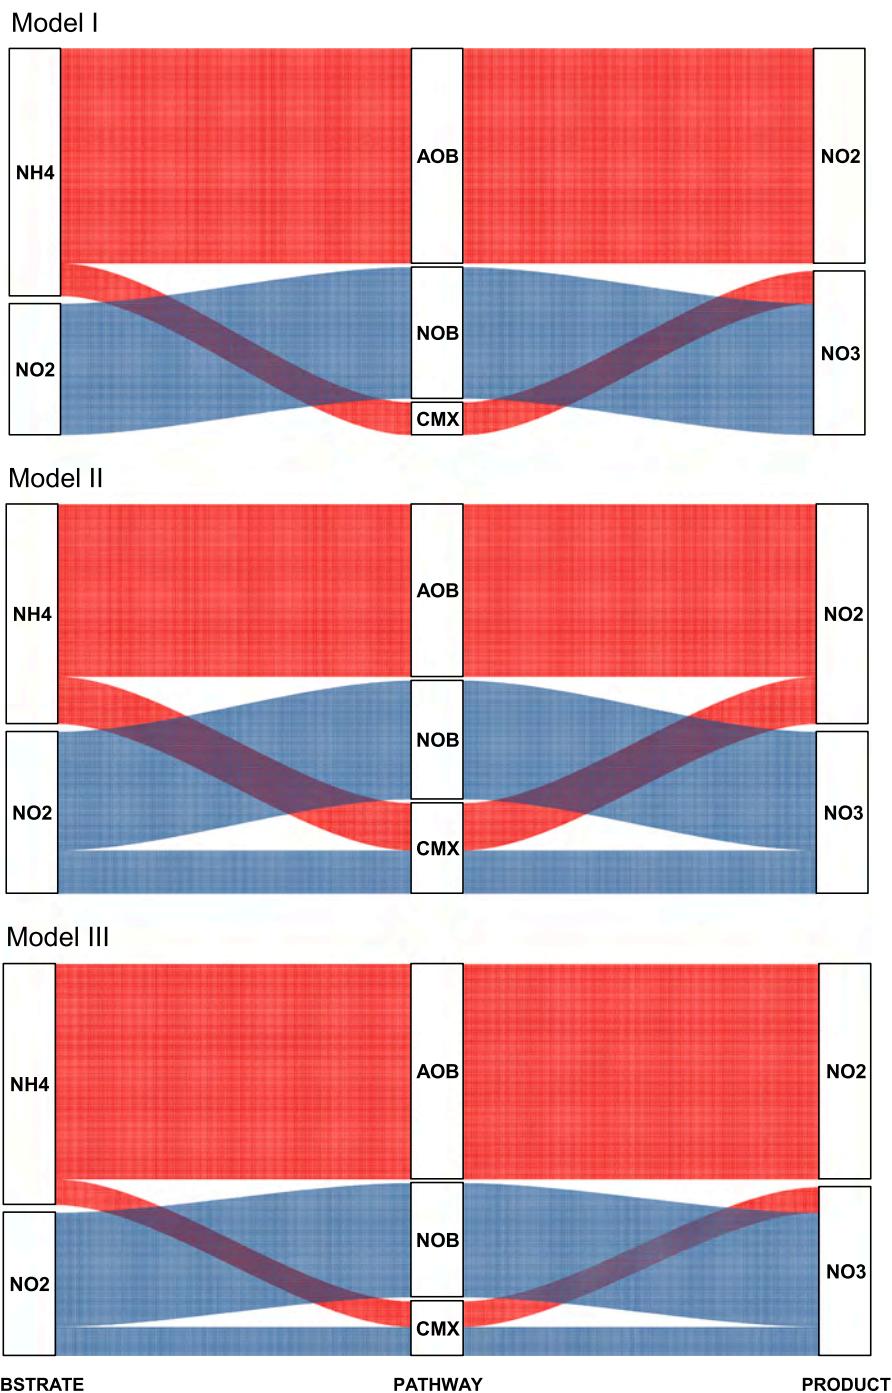 Model I
NH4
AOB
NO2
NO2
NOB
NO3
CMX
Model II
NH4
AOB
NO2
NO2
NOB
NO3
CMX
Model III
NH4
AOB
NO2
NO2
NOB
NO3
CMX
BSTRATE PATHWAY PRODUCT